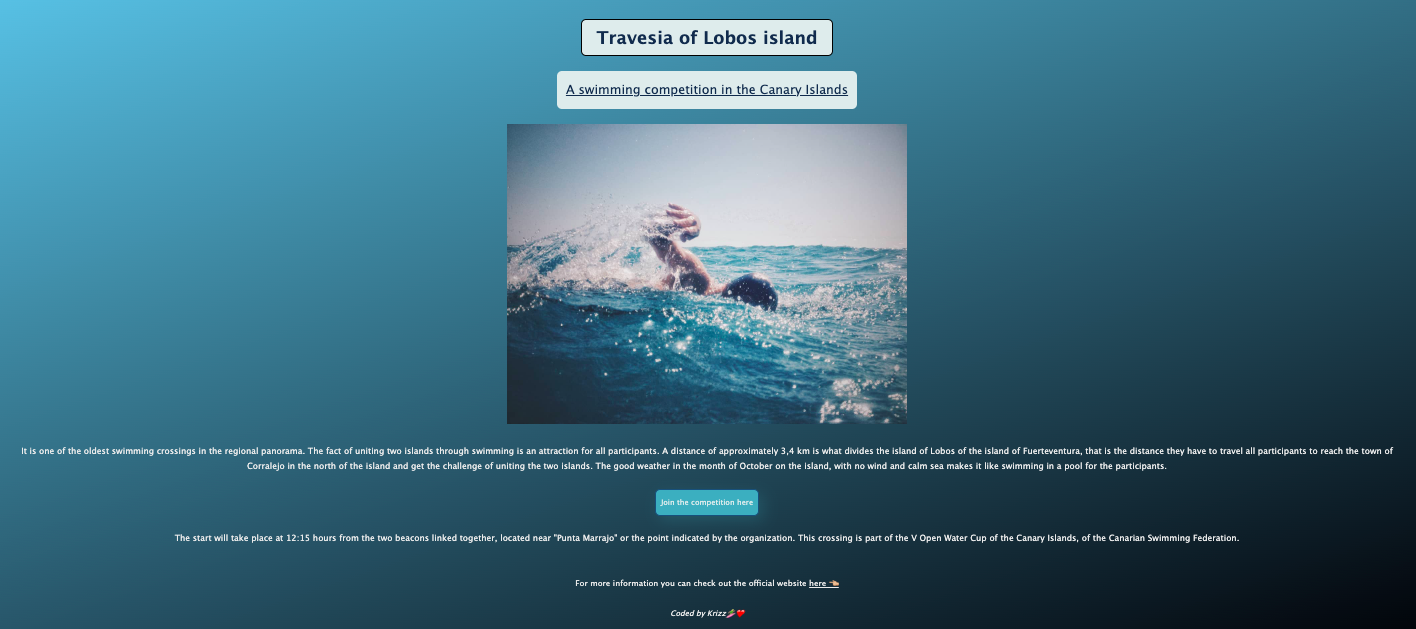 Travesia of Lobos island
A swimming competition in the Canary Islands
It is one of the oldest swimming crossings in the regional panorama. The fact of uniting two islands through swimming is an attraction for all participants. A distance of approximately 3,4 km is what divides the island of Lobos of the island of Fuerteventura, that is the distance they have to travel all participants to reach the town of
Corralejo in the north of the island and get the challenge of uniting the two islands. The good weather in the month of October on the island, with no wind and calm sea makes it like swimming in a pool for the participants.
Join the competition here
The start will take place at 12:15 hours from the two beacons linked together, located near "Punta Marrajo" or the point indicated by the organization. This crossing is part of the V Open Water Cup of the Canary Islands, of the Canarian Swimming Federation.
For more information you can check out the official website here 👈🏼
Coded by Krizz🏄🏽‍♀️❤️